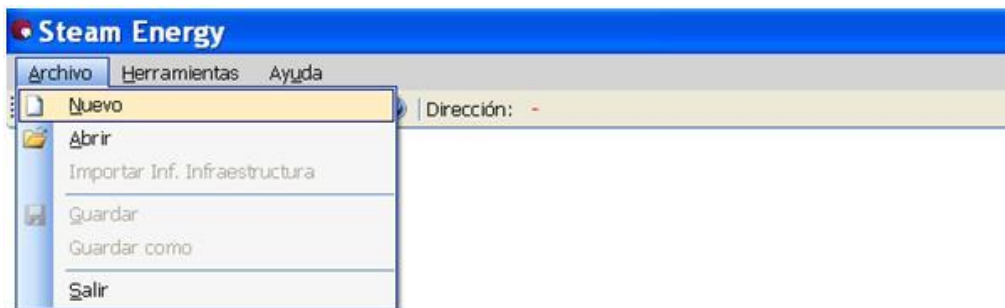 Steam Energy
Archivo Herramientas Ayuda
Nuevo
Dirección: -
Abrir
Importar Inf. Infraestructura
Guardar
Guardar como
Salir